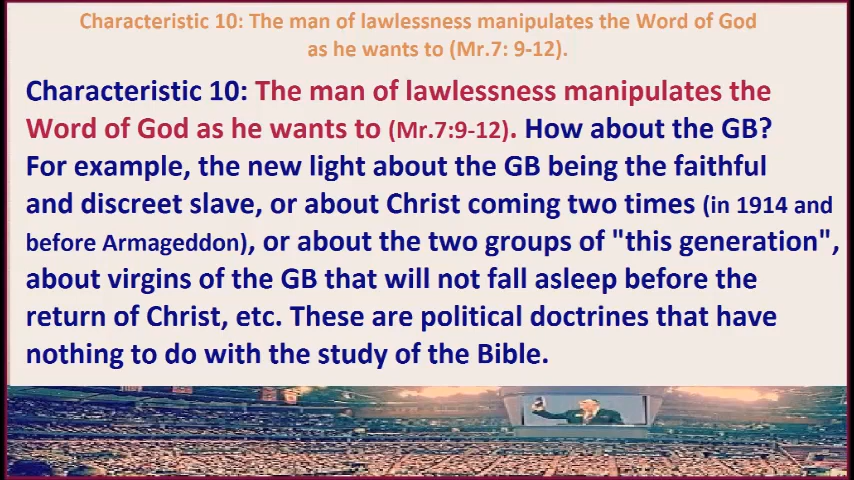 Characteristic 10: The man of lawlessness manipulates the Word of God
as he wants to (Mr.7: 9-12).
Characteristic 10: The man of lawlessness manipulates the
Word of God as he wants to (Mr.7:9-12). How about the GB?
For example, the new light about the GB being the faithful
and discreet slave, or about Christ coming two times (in 1914 and
before Armageddon), or about the two groups of "this generation",
about virgins of the GB that will not fall asleep before the
return of Christ, etc. These are political doctrines that have
nothing to do with the study of the Bible.